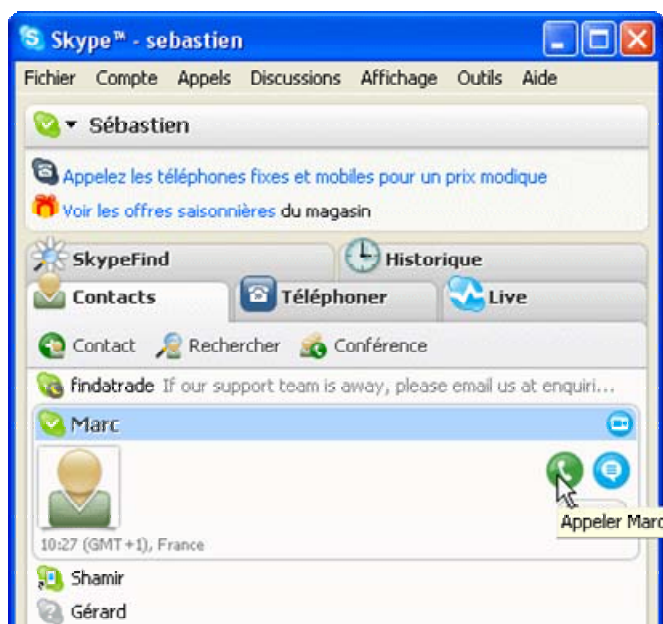 Skype™ - sebastien
Fichier Compte Appels Discussions Affichage Outils Aide
Sébastien
Appelez les téléphones fixes et mobiles pour un prix modique
Voir les offres saisonnières du magasin
SkypeFind Historique
Contacts Téléphoner Live
Contact Rechercher Conférence
findatrade If our support team is away, please email us at enquiri...
Marc
Appeler Marc
10:27 (GMT+1), France
Shamir
Gérard